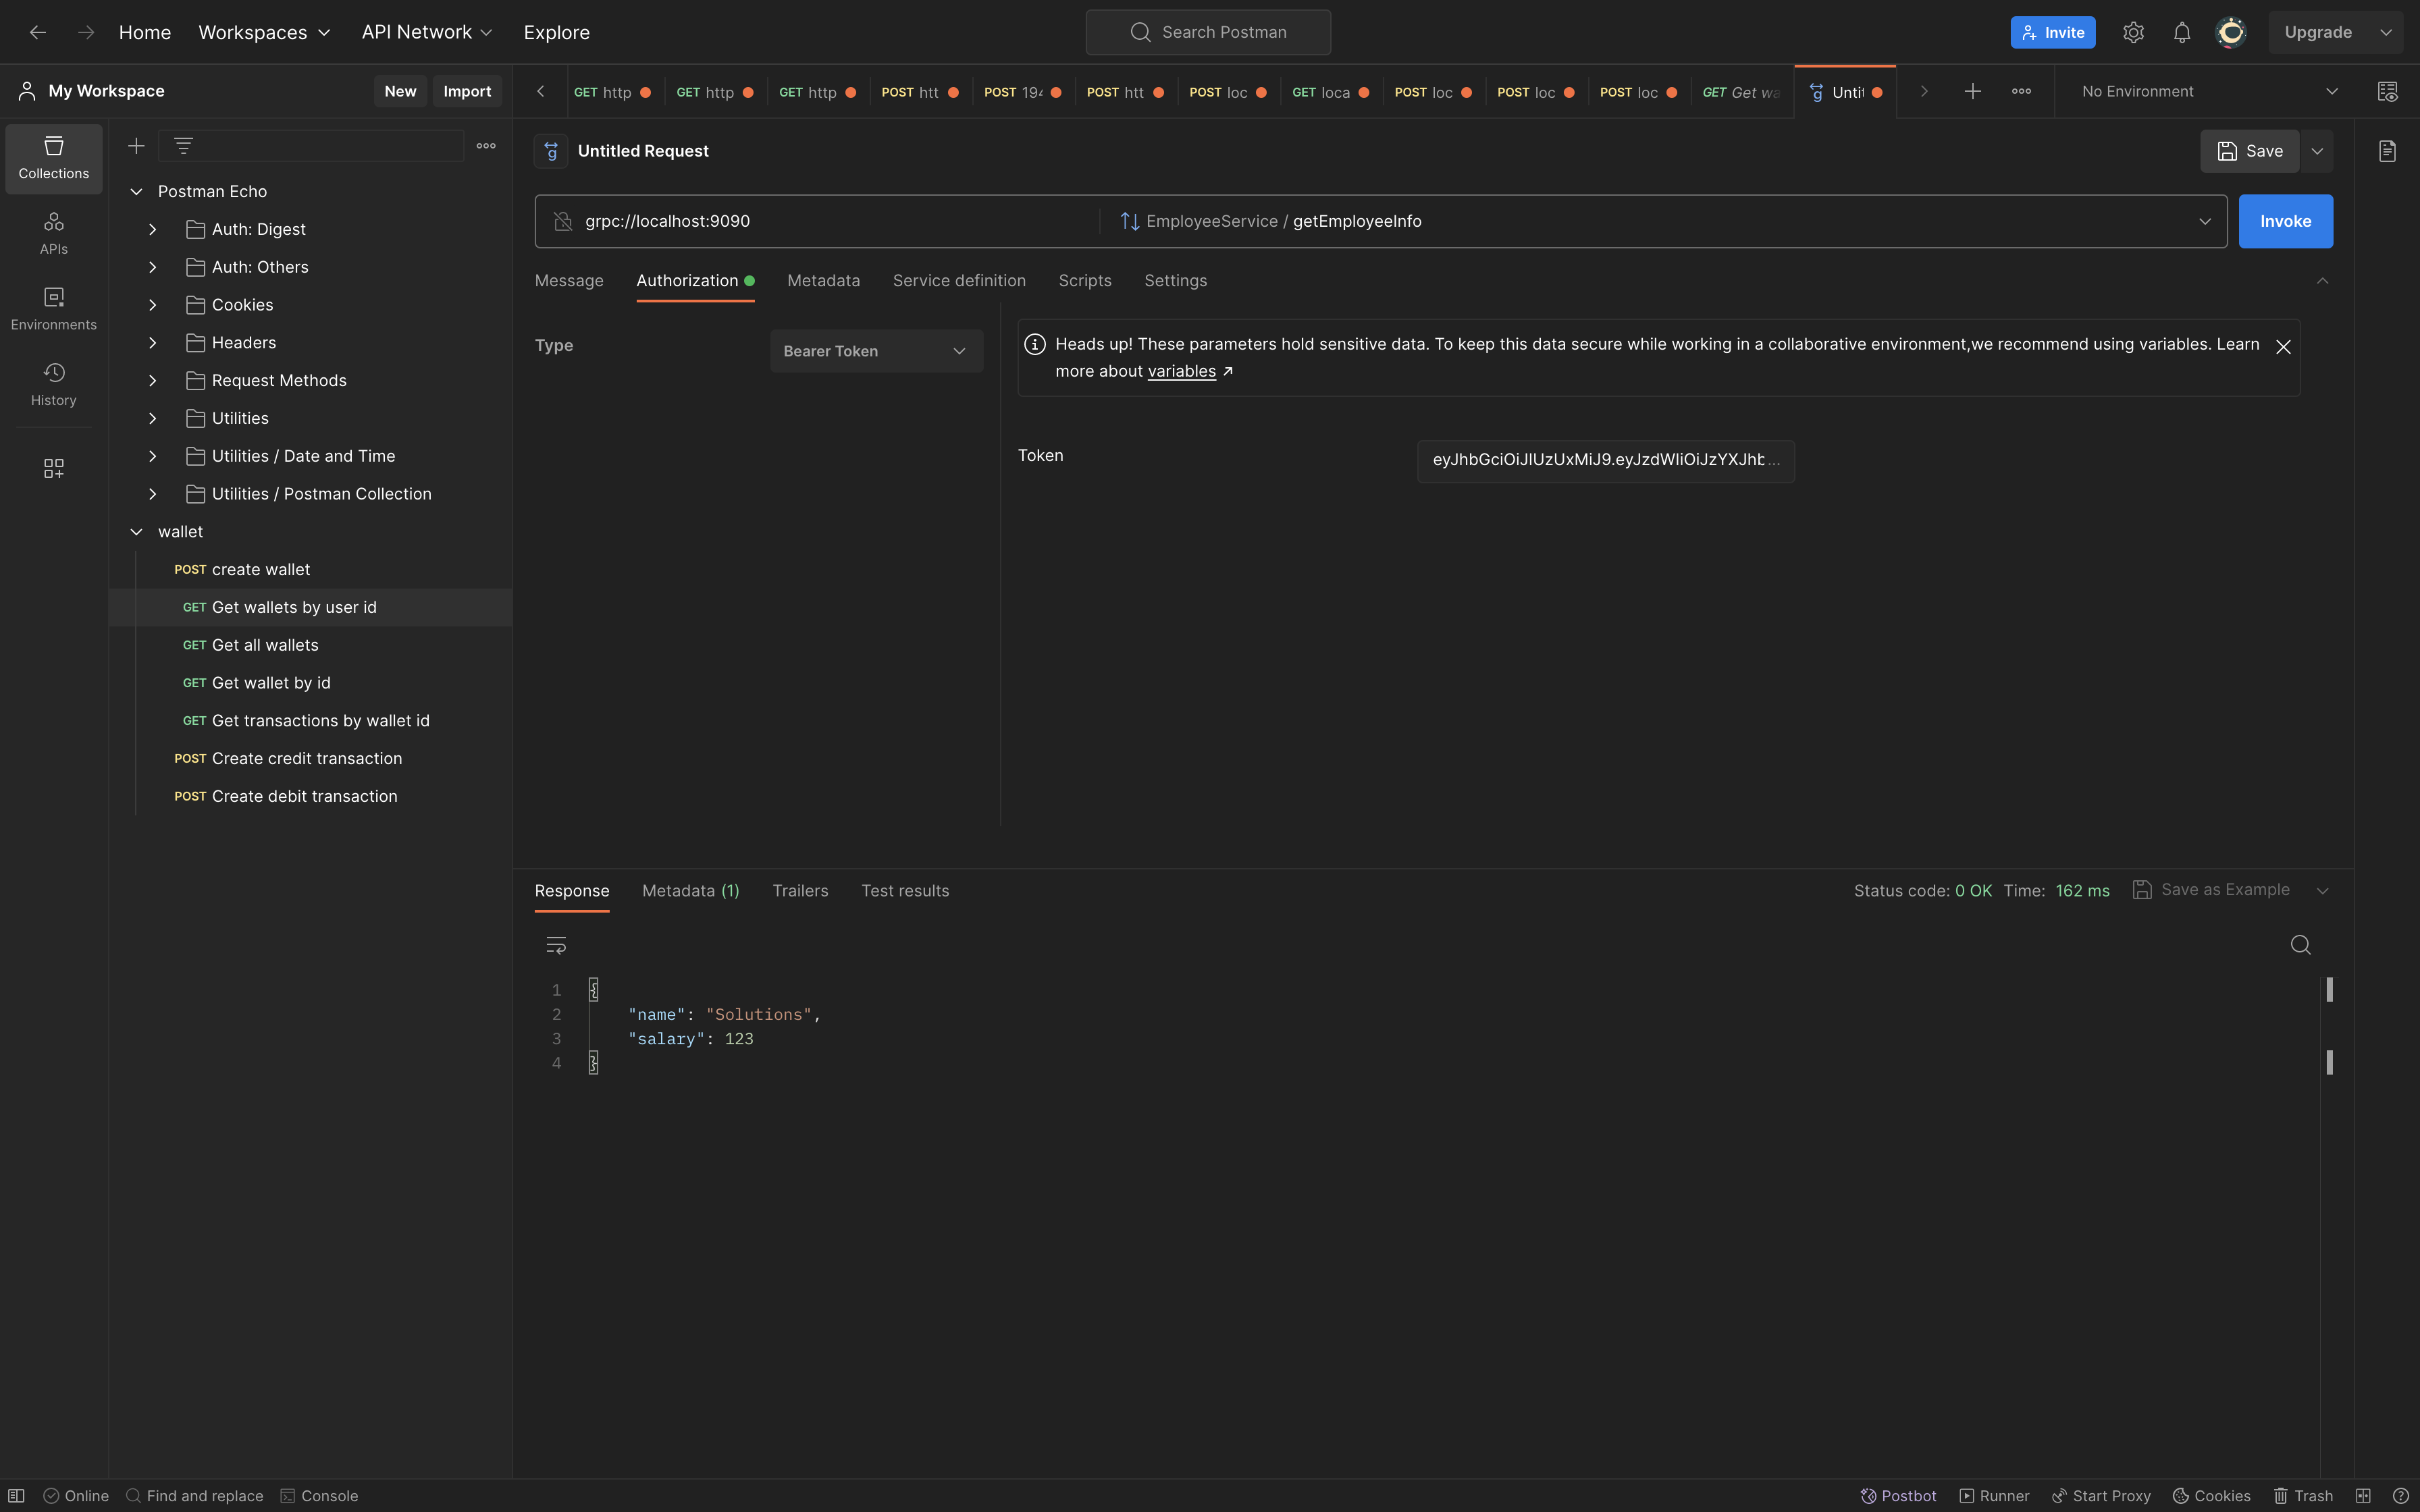 Home Workspaces API Network Explore Search Postman Invite Upgrade
My Workspace New Import
GET http GET http GET http POST htt POST 194 POST htt POST loc GET loca POST loc POST loc POST loc GET Get wa Untit No Environment
Collections
APIs
Environments
History
Postman Echo
Auth: Digest
Auth: Others
Cookies
Headers
Request Methods
Utilities
Utilities / Date and Time
Utilities / Postman Collection
wallet
POST create wallet
GET Get wallets by user id
GET Get all wallets
GET Get wallet by id
GET Get transactions by wallet id
POST Create credit transaction
POST Create debit transaction
Untitled Request Save
grpc://localhost:9090 EmployeeService / getEmployeeInfo Invoke
Message Authorization Metadata Service definition Scripts Settings
Type Bearer Token
Heads up! These parameters hold sensitive data. To keep this data secure while working in a collaborative environment,we recommend using variables. Learn
more about variables
Token eyJhbGciOiJIUzUxMiJ9.eyJzdWIiOiJzYXJhb...
Response Metadata (1) Trailers Test results Status code: 0 OK Time: 162 ms Save as Example
1 {
2 "name": "Solutions",
3 "salary": 123
4 }
Online Find and replace Console Postbot Runner Start Proxy Cookies Trash